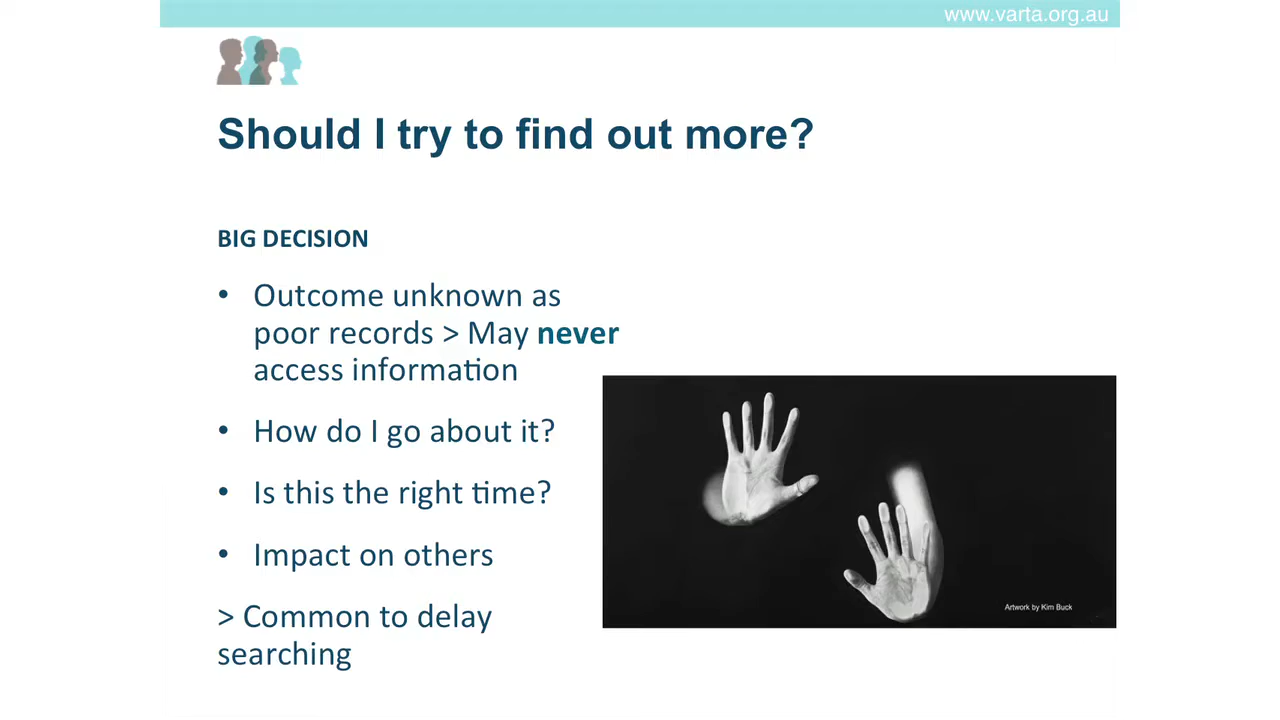 www.varta.org.au
Should I try to find out more?
BIG DECISION
• Outcome unknown as
poor records > May never
access information
• How do I go about it?
• Is this the right time?
• Impact on others
> Common to delay
searching
Artwork by Kim Buck